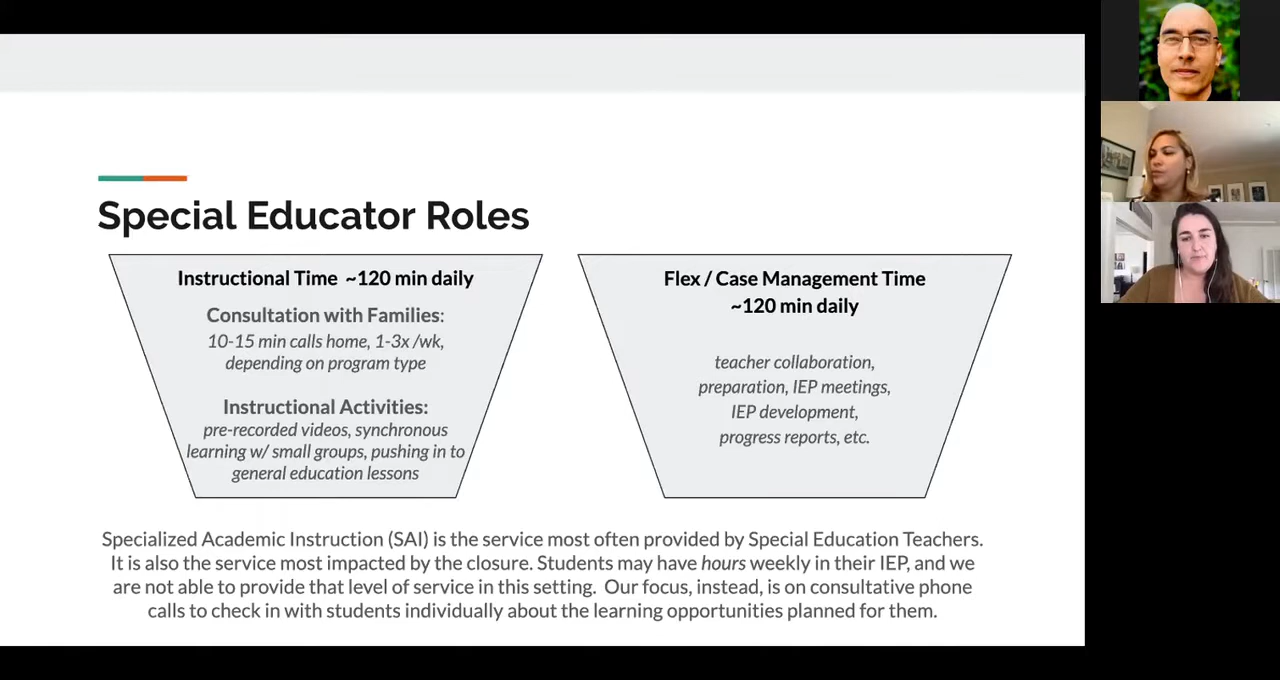 Special Educator Roles
Instructional Time ~120 min daily
Consultation with Families:
10-15 min calls home, 1-3x /wk,
depending on program type
Instructional Activities:
pre-recorded videos, synchronous
learning w/ small groups, pushing in to
general education lessons
Flex / Case Management Time
~120 min daily
teacher collaboration,
preparation, IEP meetings,
IEP development,
progress reports, etc.
Specialized Academic Instruction (SAI) is the service most often provided by Special Education Teachers.
It is also the service most impacted by the closure. Students may have hours weekly in their IEP, and we
are not able to provide that level of service in this setting. Our focus, instead, is on consultative phone
calls to check in with students individually about the learning opportunities planned for them.